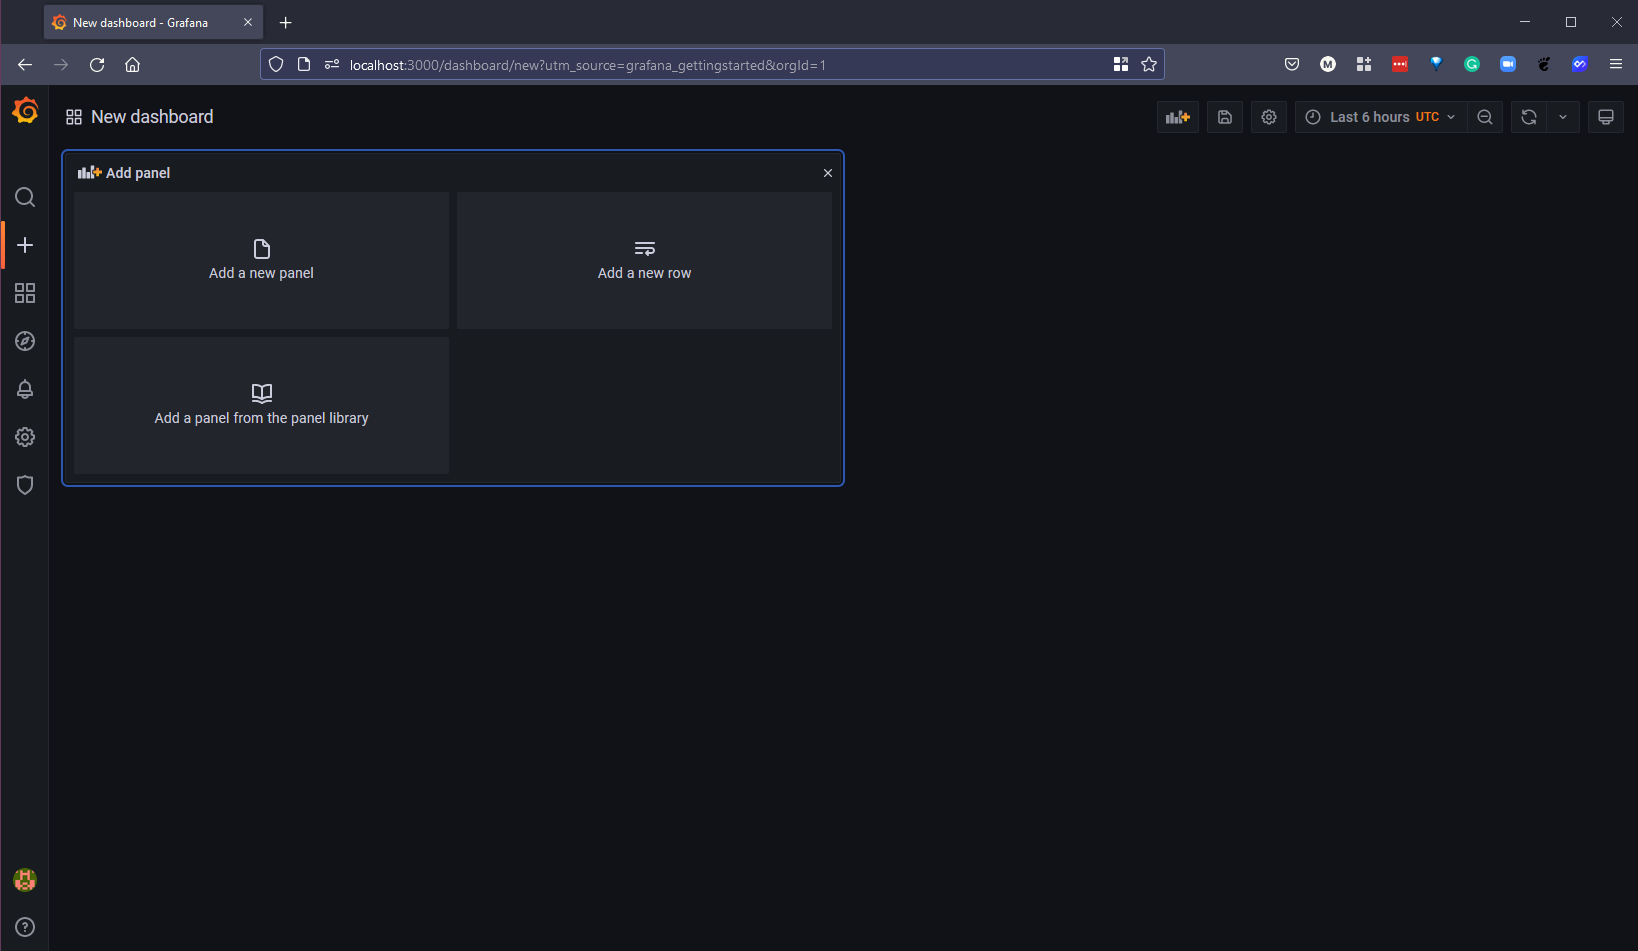 New dashboard - Grafana
localhost:3000/dashboard/new?utm_source=grafana_gettingstarted&orgId=1
M
G
New dashboard
Last 6 hours UTC
Add panel
Add a new panel
Add a new row
Add a panel from the panel library
?